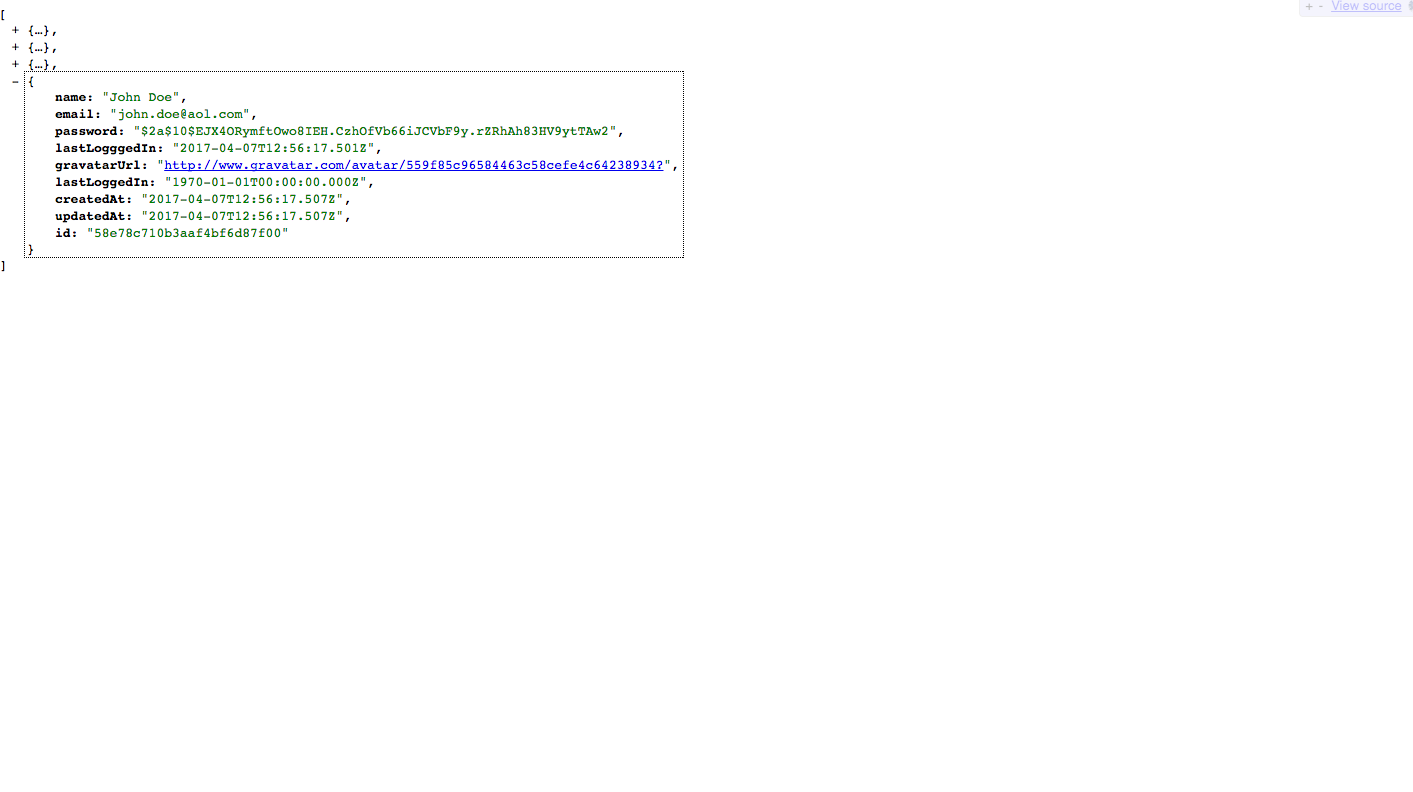 + - View source
[
+ {…},
+ {…},
+ {…},
- {
name: "John Doe",
email: "john.doe@aol.com",
password: "$2a$10$EJX4ORymftOwo8IEH.CzhOfVb66iJCVbF9y.rZRhAh83HV9ytTAw2",
lastLogggedIn: "2017-04-07T12:56:17.501Z",
gravatarUrl: "http://www.gravatar.com/avatar/559f85c96584463c58cefe4c64238934?",
lastLoggedIn: "1970-01-01T00:00:00.000Z",
createdAt: "2017-04-07T12:56:17.507Z",
updatedAt: "2017-04-07T12:56:17.507Z",
id: "58e78c710b3aaf4bf6d87f00"
}
]